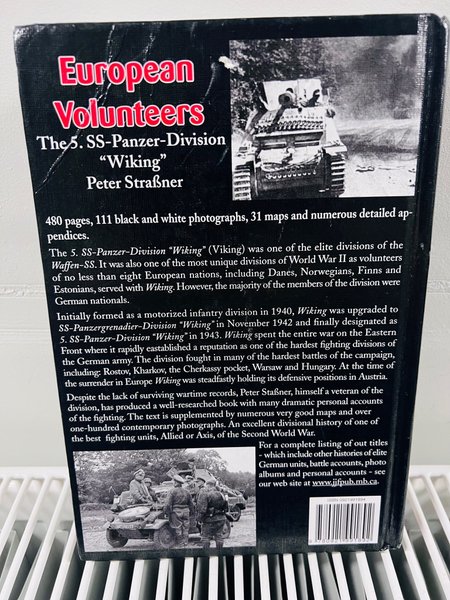 European
Volunteers
The 5. SS-Panzer-Division
"Wiking"
Peter Straßner
480 pages, 111 black and white photographs, 31 maps and numerous detailed ap-
pendices.
The 5. SS-Panzer-Division "Wiking" (Viking) was one of the elite divisions of the
Waffen-SS. It was also one of the most unique divisions of World War II as volunteers
of no less than eight European nations, including Danes, Norwegians, Finns and
Estonians, served with Wiking. However, the majority of the members of the division were
German nationals.
Initially formed as a motorized infantry division in 1940, Wiking was upgraded to
SS-Panzergrenadier-Division "Wiking" in November 1942 and finally designated as
5. SS-Panzer-Division "Wiking" in 1943. Wiking spent the entire war on the Eastern
Front where it rapidly eastablished a reputation as one of the hardest fighting divisions of
the German army. The division fought in many of the hardest battles of the campaign,
including: Rostov, Kharkov, the Cherkassy pocket, Warsaw and Hungary. At the time of
the surrender in Europe Wiking was steadfastly holding its defensive positions in Austria.
Despite the lack of surviving wartime records, Peter Staßner, himself a veteran of the
division, has produced a well-researched book with many dramatic personal accounts
of the fighting. The text is supplemented by numerous very good maps and over
one-hundred contemporary photographs. An excellent divisional history of one of
the best fighting units, Allied or Axis, of the Second World War.
For a complete listing of out titles
- which include other histories of elite
German units, battle accounts, photo
albums and personal accounts - see
our web site at www.jjfpub.mb.ca.